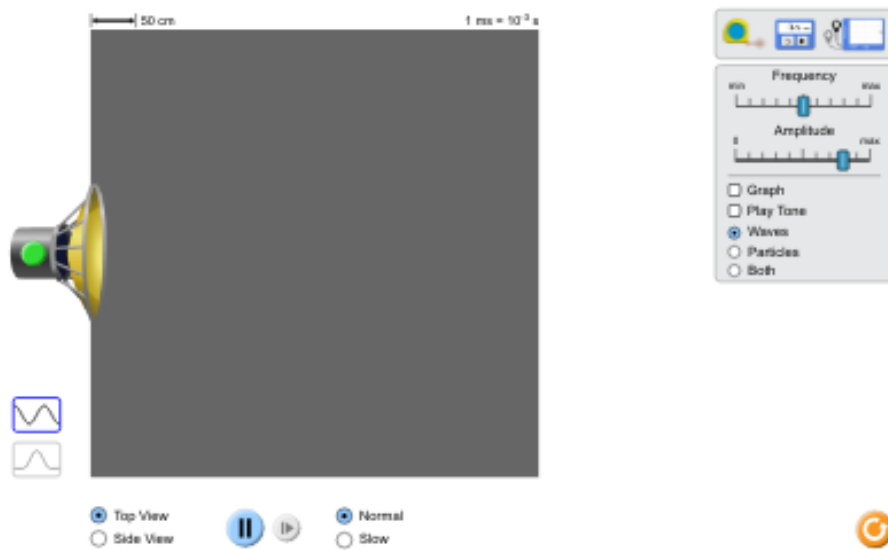 50 cm
1 ms = 10⁻³ s
Frequency
min
max
Amplitude
0
max
Graph
Play Tone
Waves
Particles
Both
Top View
Side View
Normal
Slow